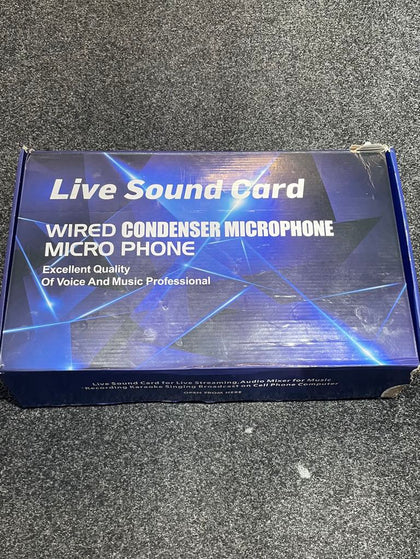 Live Sound Card
WIRED CONDENSER MICROPHONE
MICRO PHONE
Excellent Quality
Of Voice And Music Professional
Live Sound Card for Live Streaming, Audio Mixer for Music
Recording Karaoke Singing Broadcast on Cell Phone Computer
OPEN FROM HERE